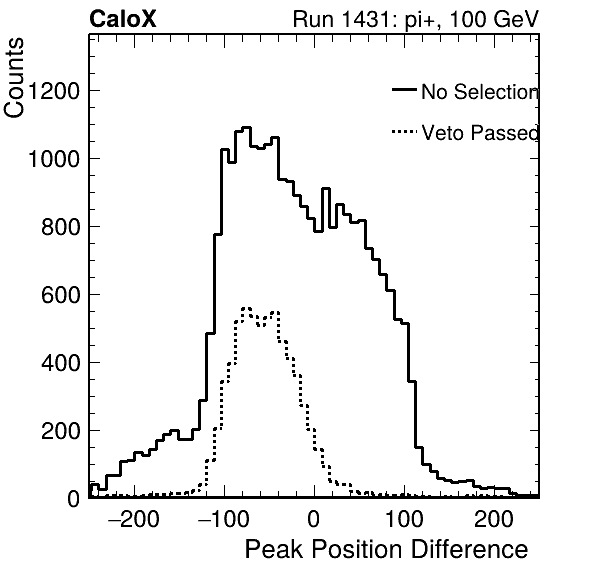 CaloX Run 1431: pi+, 100 GeV
Counts
No Selection
Veto Passed
1200
1000
800
600
400
200
0
−200 −100 0 100 200
Peak Position Difference